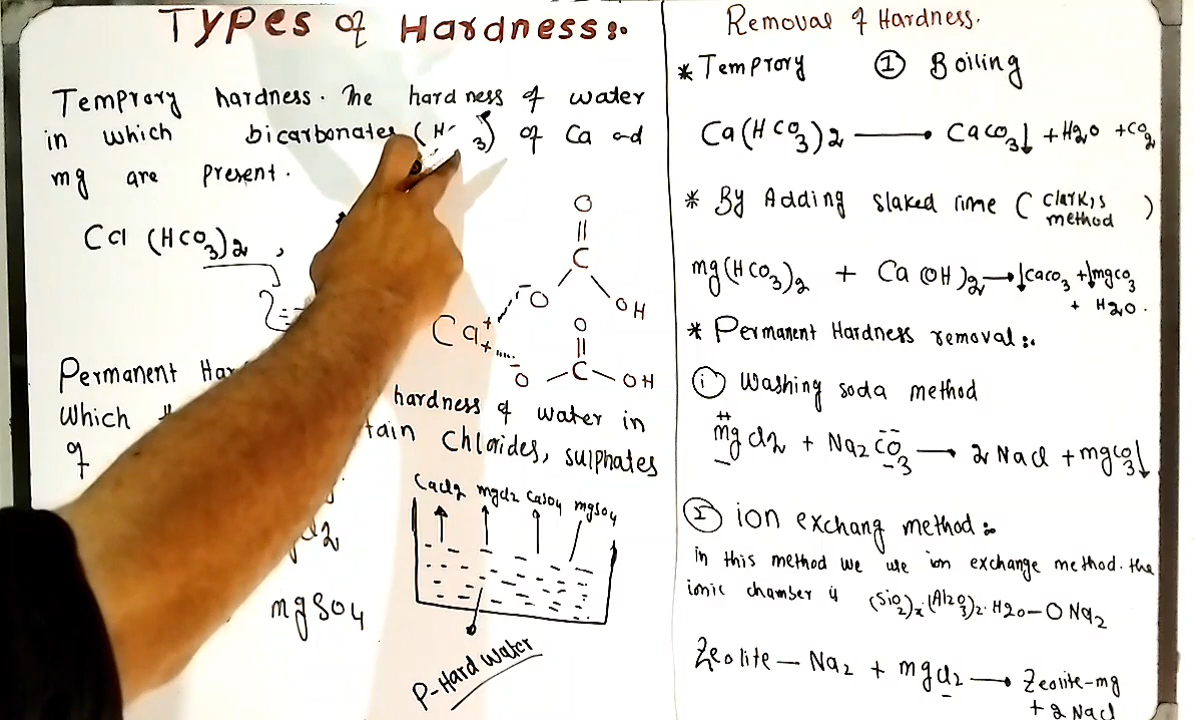 Types of Hardness:.
Temprory hardness. The hardness of water
in which bicarbonates (H 3) of Ca and
mg are present.
Ca (HCO3)2 ,
O
C
O
OH
Ca++
O
O C OH
Permanent Har
Which hardness of water in
of tain Chlorides, sulphates
CaCl2 mgcl2 CaSO4 mgSO4
mgSO4
P-Hard water
Removal of Hardness.
* Temprory ① Boiling
Ca(HCO3)2 → CaCO3↓ + H2O + CO2
* By Adding slaked lime (Clark,s method)
mg(HCO3)2 + Ca(OH)2 → ↓CaCO3 + ↓mgCO3
+ H2O.
* Permanent Hardness removal:.
ⓘ Washing soda method
++ --
mgcl2 + Na2CO3 → 2NaCl + mgCO3↓
② ion exchang method:
in this method we use ion exchange method. the
ionic chamber is (SiO2)x(Al2O3)2.H2O-ONa2
Zeolite — Na2 + mgcl2 → Zeolite-mg
+ 2NaCl